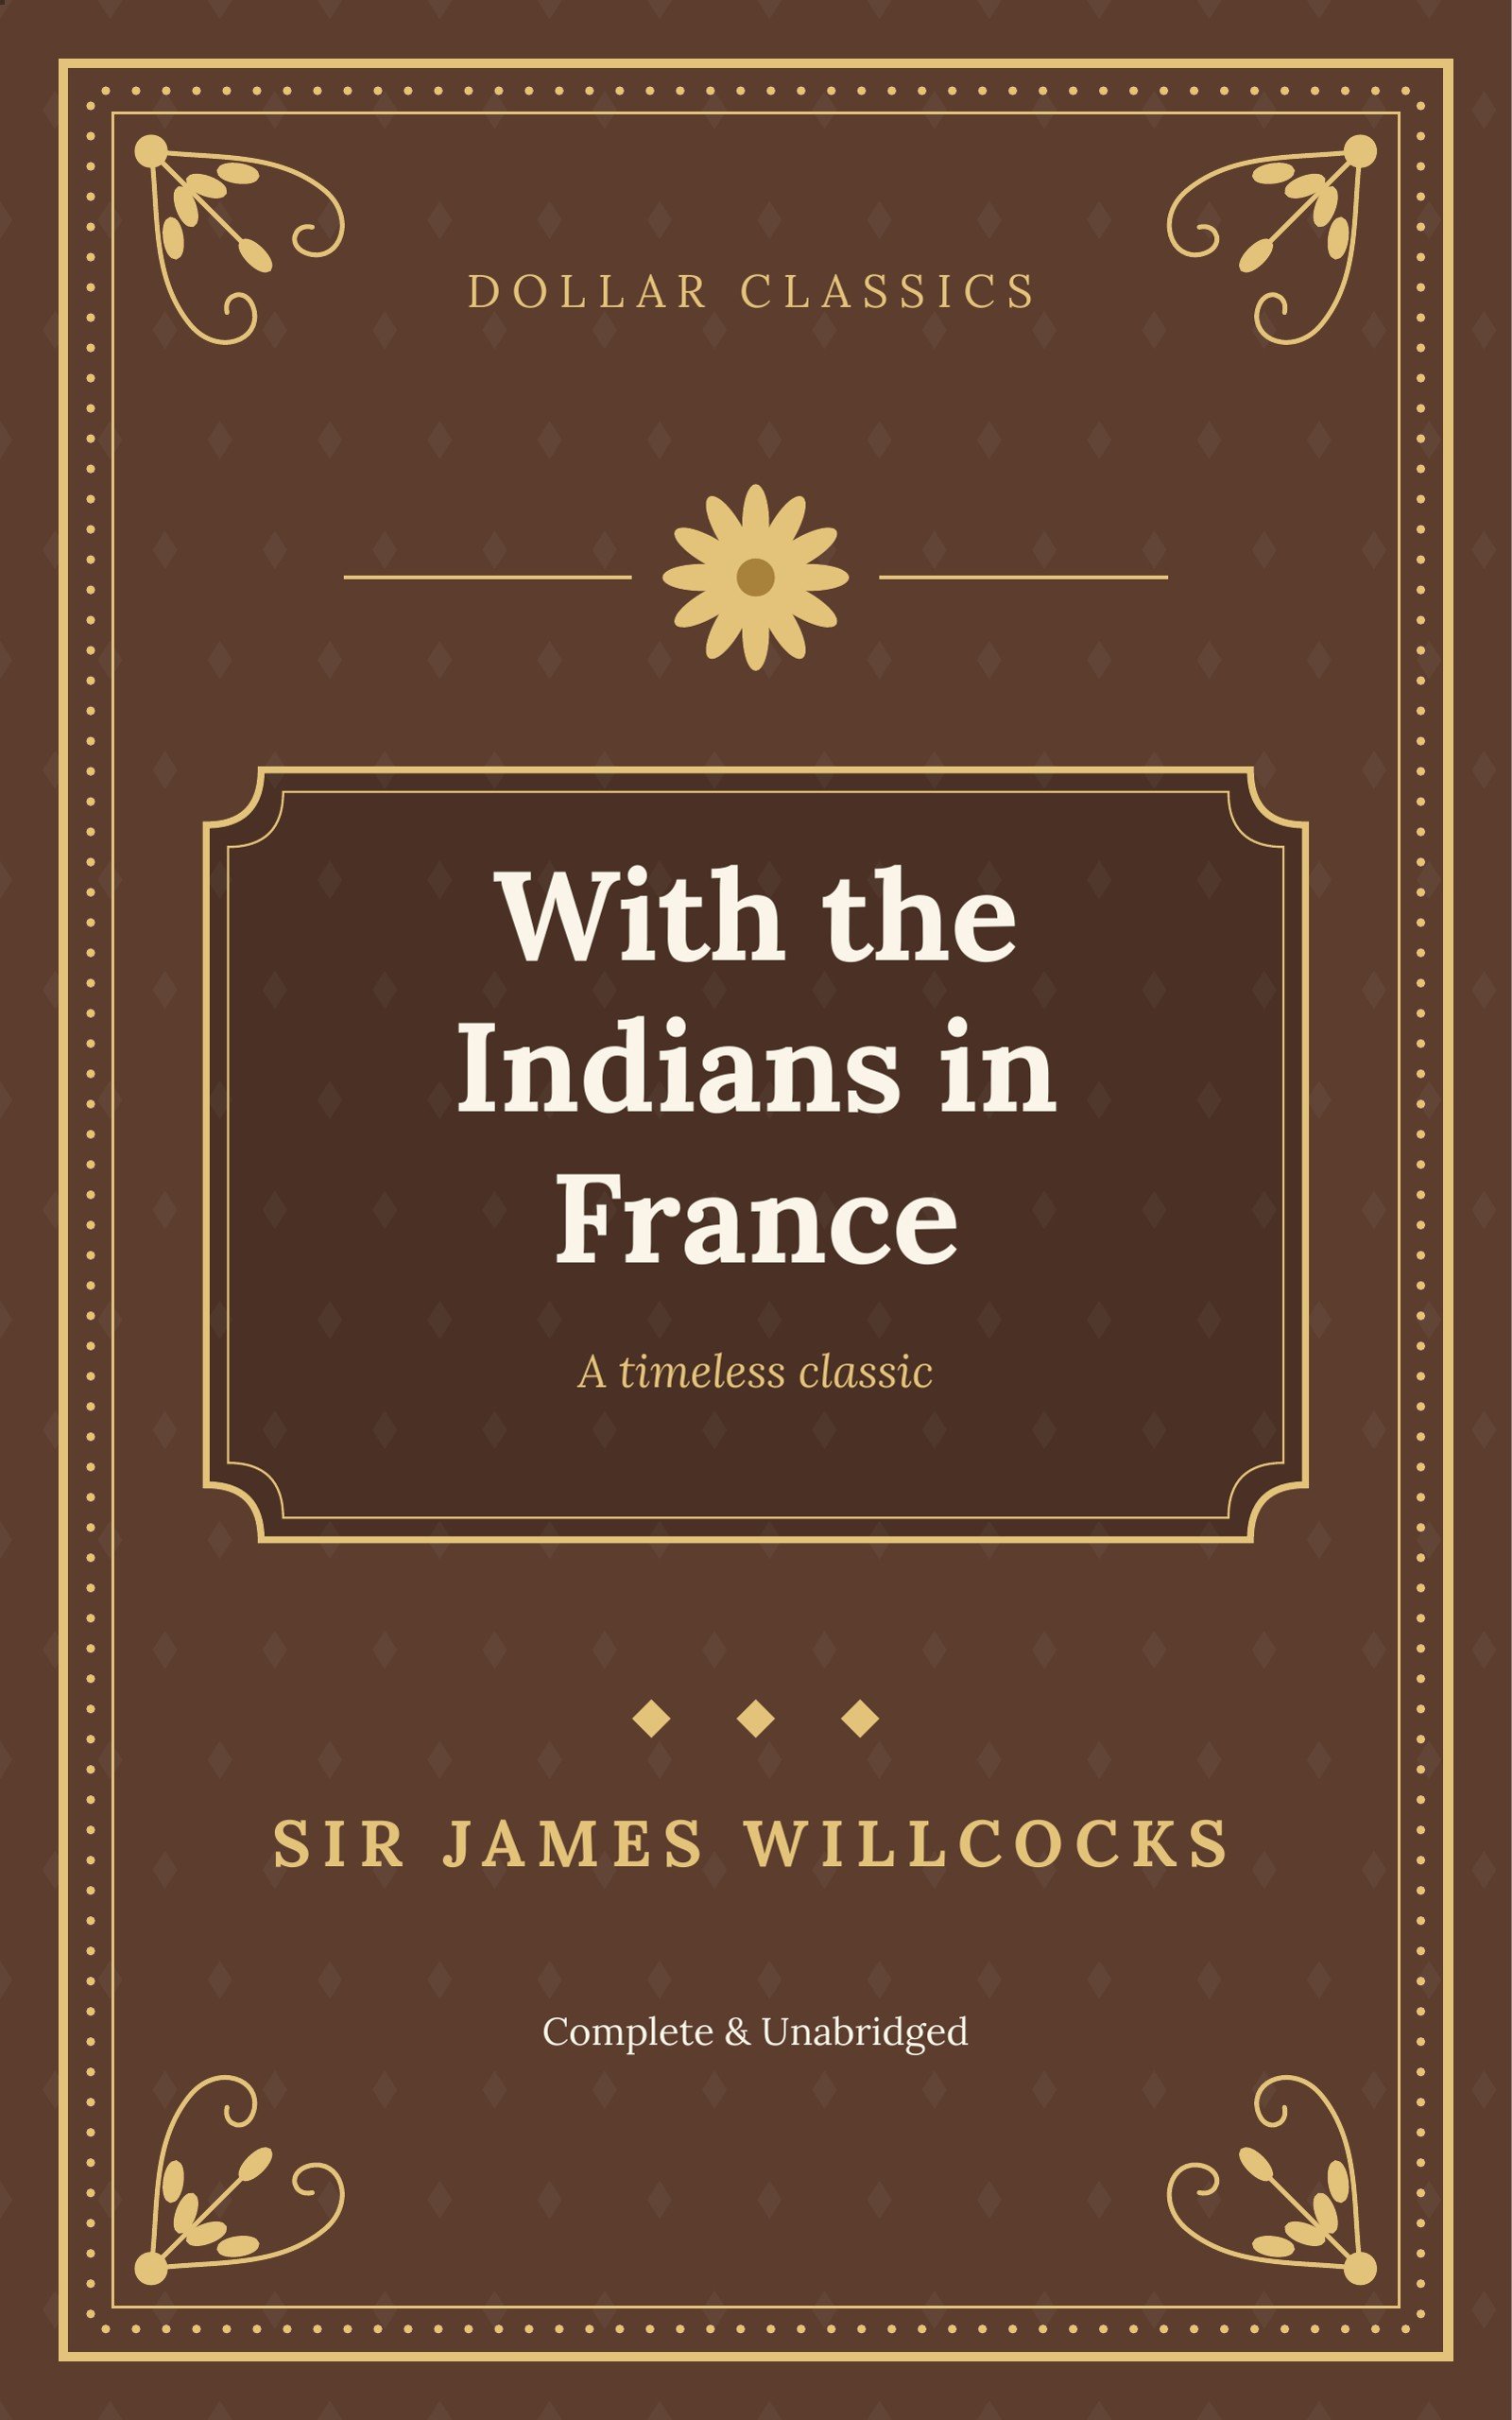 DOLLAR CLASSICS
With the
Indians in
France
A timeless classic
SIR JAMES WILLCOCKS
Complete & Unabridged